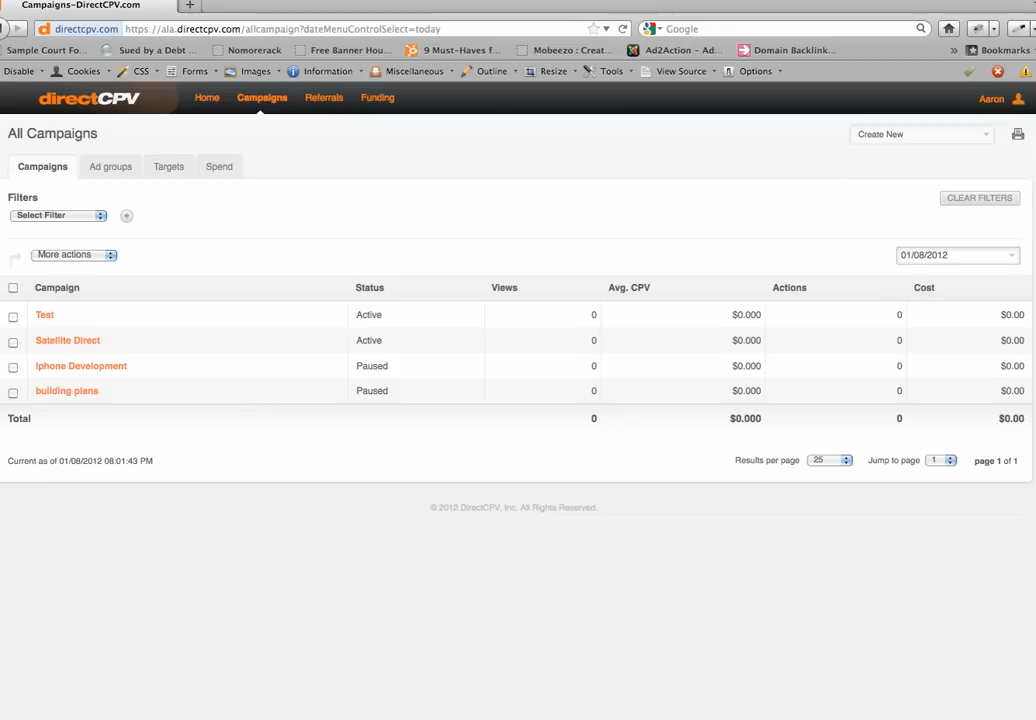 Campaigns-DirectCPV.com +
directcpv.com https://ala.directcpv.com/allcampaign?dateMenuControlSelect=today Google
Sample Court Fo... Sued by a Debt ... Nomorerack Free Banner Hou... 9 Must-Haves f... Mobeezo : Creat... Ad2Action - Ad... Domain Backlink... » Bookmarks
Disable Cookies CSS Forms Images Information Miscellaneous Outline Resize Tools View Source Options
directCPV Home Campaigns Referrals Funding Aaron
All Campaigns Create New
Campaigns Ad groups Targets Spend
Filters CLEAR FILTERS
Select Filter +
More actions 01/08/2012
Campaign Status Views Avg. CPV Actions Cost
Test Active 0 $0.000 0 $0.00
Satellite Direct Active 0 $0.000 0 $0.00
Iphone Development Paused 0 $0.000 0 $0.00
building plans Paused 0 $0.000 0 $0.00
Total 0 $0.000 0 $0.00
Current as of 01/08/2012 08:01:43 PM Results per page 25 Jump to page 1 page 1 of 1
© 2012 DirectCPV, Inc. All Rights Reserved.